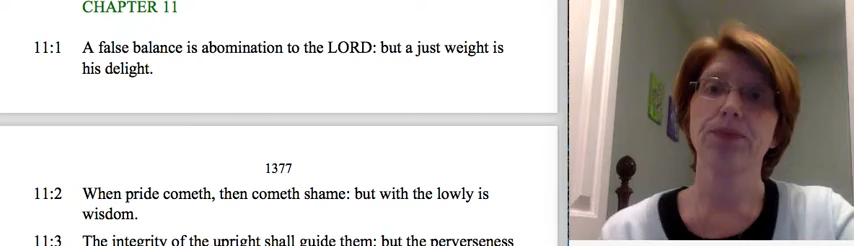 CHAPTER 11
11:1 A false balance is abomination to the LORD: but a just weight is
his delight.
1377
11:2 When pride cometh, then cometh shame: but with the lowly is
wisdom.
11:3 The integrity of the upright shall guide them: but the perverseness